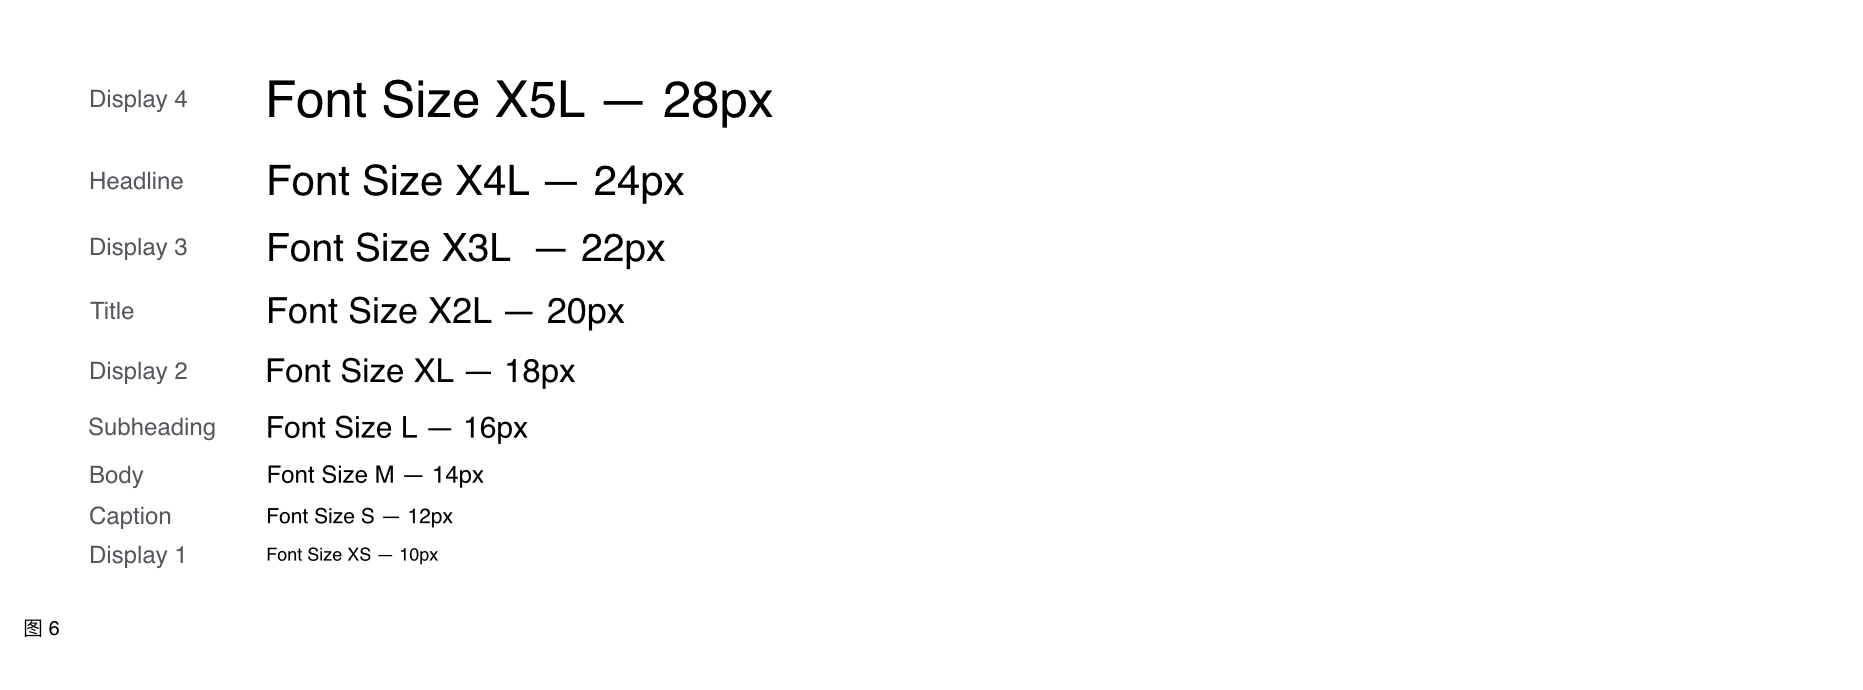 Display 4 Font Size X5L — 28px
Headline Font Size X4L — 24px
Display 3 Font Size X3L — 22px
Title Font Size X2L — 20px
Display 2 Font Size XL — 18px
Subheading Font Size L — 16px
Body Font Size M — 14px
Caption Font Size S — 12px
Display 1 Font Size XS — 10px
图 6